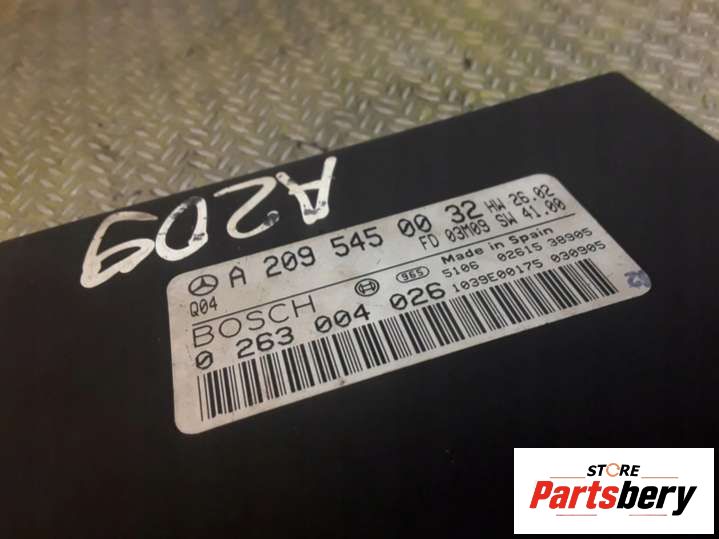 A209
A 209 545 00 32 HW 26.02
FD 03M09 SW 41.00
Q04
BOSCH 965 Made in Spain
5106 02615 38905
0 263 004 026 1039E00175 030905
STORE
Partsbery